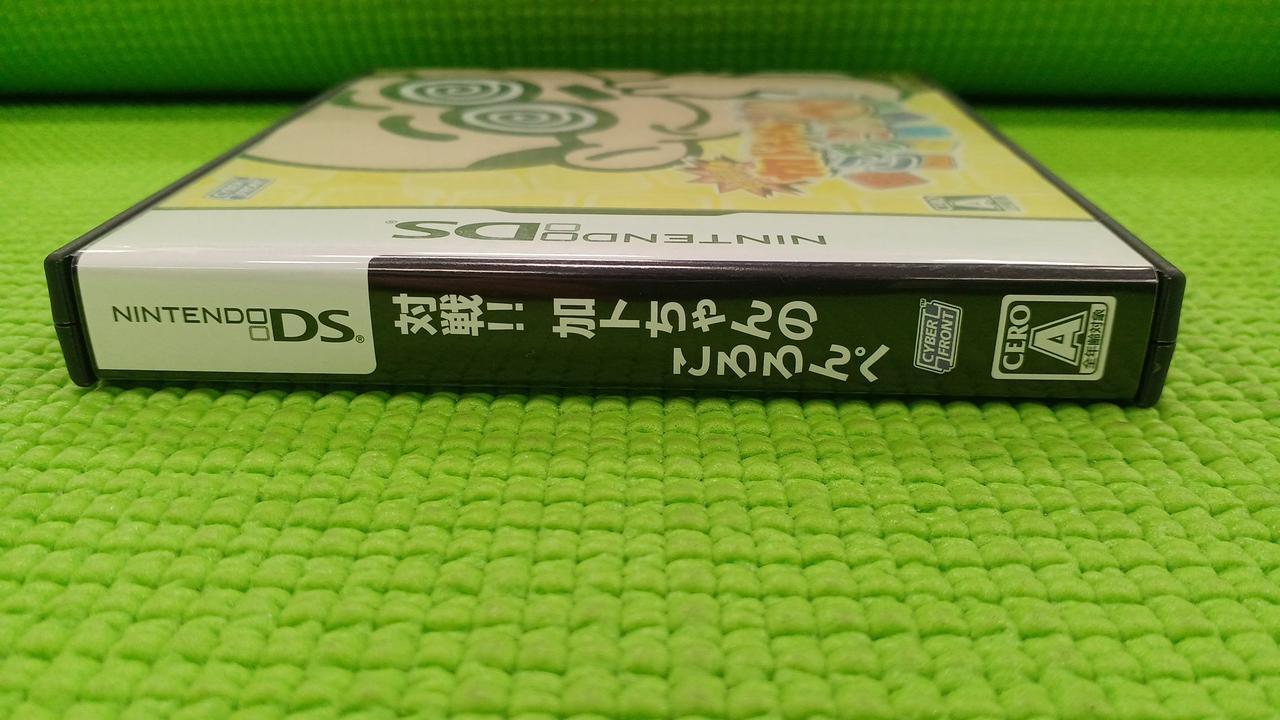 NINTENDO DS
NINTENDO DS®
対戦!! 加トちゃんの
ころろんぺ
CYBER
FRONT
CERO
A
全年齢対象